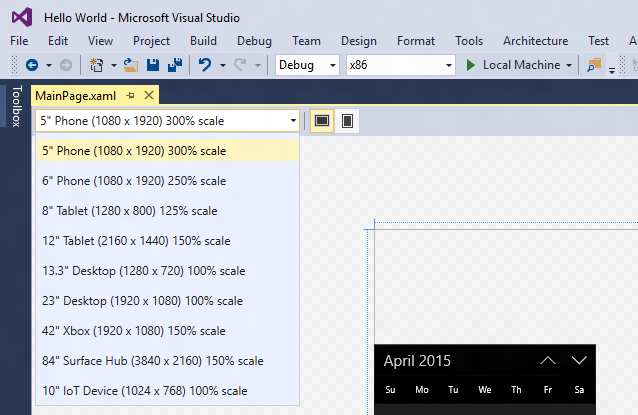 Hello World - Microsoft Visual Studio
File Edit View Project Build Debug Team Design Format Tools Architecture Test A
Debug x86 Local Machine
Toolbox
MainPage.xaml
5" Phone (1080 x 1920) 300% scale
5" Phone (1080 x 1920) 300% scale
6" Phone (1080 x 1920) 250% scale
8" Tablet (1280 x 800) 125% scale
12" Tablet (2160 x 1440) 150% scale
13.3" Desktop (1280 x 720) 100% scale
23" Desktop (1920 x 1080) 100% scale
42" Xbox (1920 x 1080) 150% scale
84" Surface Hub (3840 x 2160) 150% scale
10" IoT Device (1024 x 768) 100% scale
April 2015
Su Mo Tu We Th Fr Sa